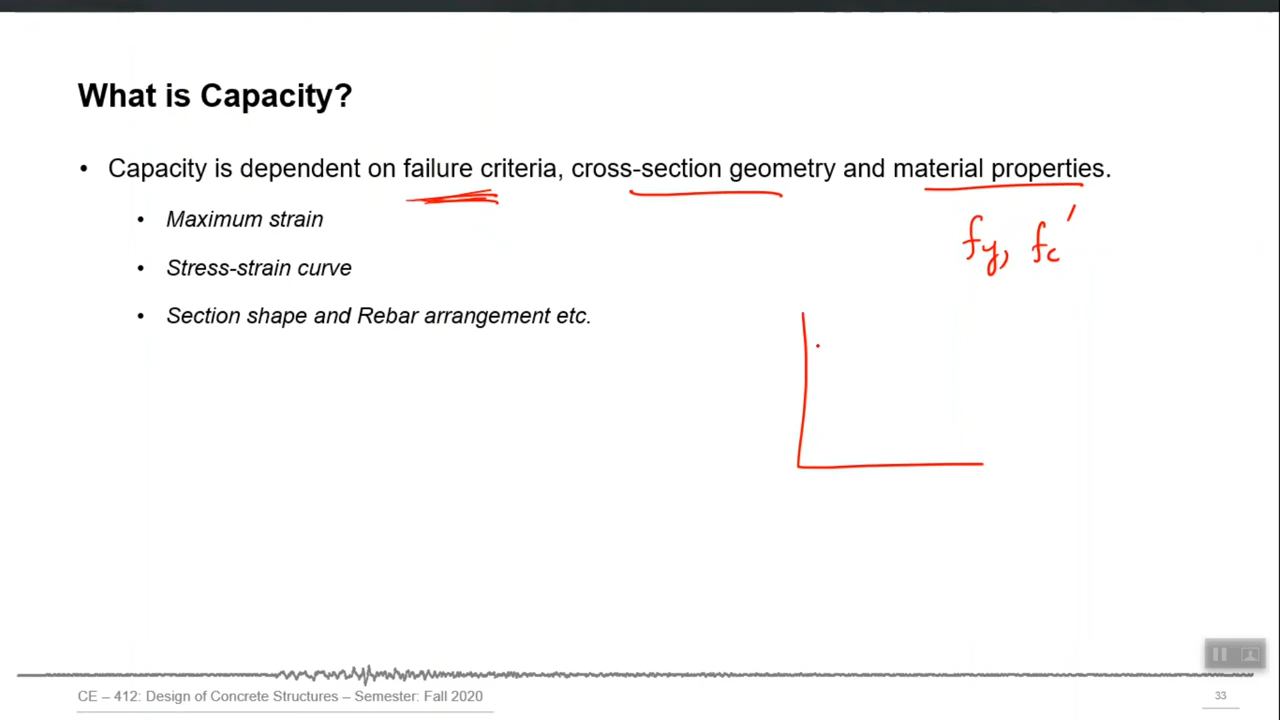 What is Capacity?
• Capacity is dependent on failure criteria, cross-section geometry and material properties.
• Maximum strain
fy, fc'
• Stress-strain curve
• Section shape and Rebar arrangement etc.
CE – 412: Design of Concrete Structures – Semester: Fall 2020
33